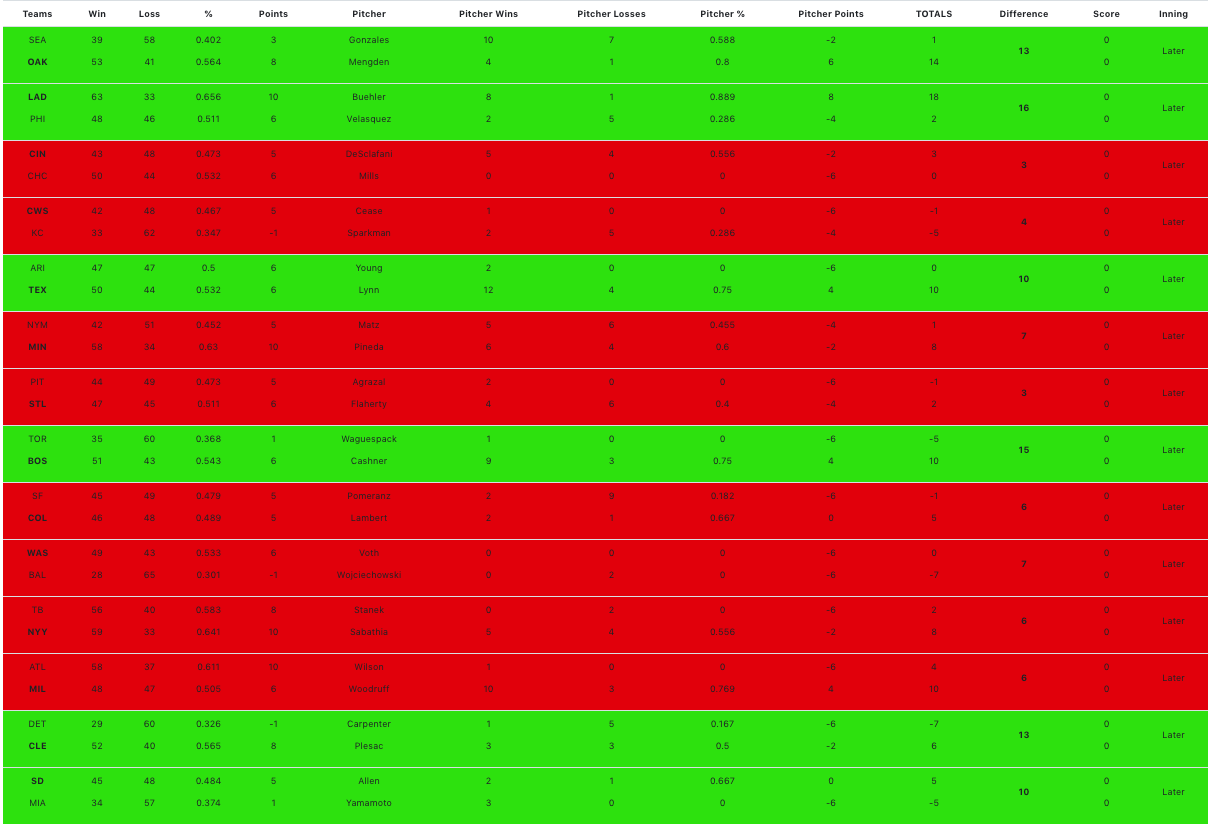 Teams Win Loss % Points Pitcher Pitcher Wins Pitcher Losses Pitcher % Pitcher Points TOTALS Difference Score Inning
SEA 39 58 0.402 3 Gonzales 10 7 0.588 -2 1 0
13 Later
OAK 53 41 0.564 8 Mengden 4 1 0.8 6 14 0
LAD 63 33 0.656 10 Buehler 8 1 0.889 8 18 0
16 Later
PHI 48 46 0.511 6 Velasquez 2 5 0.286 -4 2 0
CIN 43 48 0.473 5 DeSclafani 5 4 0.556 -2 3 0
3 Later
CHC 50 44 0.532 6 Mills 0 0 0 -6 0 0
CWS 42 48 0.467 5 Cease 1 0 0 -6 -1 0
4 Later
KC 33 62 0.347 -1 Sparkman 2 5 0.286 -4 -5 0
ARI 47 47 0.5 6 Young 2 0 0 -6 0 0
10 Later
TEX 50 44 0.532 6 Lynn 12 4 0.75 4 10 0
NYM 42 51 0.452 5 Matz 5 6 0.455 -4 1 0
7 Later
MIN 58 34 0.63 10 Pineda 6 4 0.6 -2 8 0
PIT 44 49 0.473 5 Agrazal 2 0 0 -6 -1 0
3 Later
STL 47 45 0.511 6 Flaherty 4 6 0.4 -4 2 0
TOR 35 60 0.368 1 Waguespack 1 0 0 -6 -5 0
15 Later
BOS 51 43 0.543 6 Cashner 9 3 0.75 4 10 0
SF 45 49 0.479 5 Pomeranz 2 9 0.182 -6 -1 0
6 Later
COL 46 48 0.489 5 Lambert 2 1 0.667 0 5 0
WAS 49 43 0.533 6 Voth 0 0 0 -6 0 0
7 Later
BAL 28 65 0.301 -1 Wojciechowski 0 2 0 -6 -7 0
TB 56 40 0.583 8 Stanek 0 2 0 -6 2 0
6 Later
NYY 59 33 0.641 10 Sabathia 5 4 0.556 -2 8 0
ATL 58 37 0.611 10 Wilson 1 0 0 -6 4 0
6 Later
MIL 48 47 0.505 6 Woodruff 10 3 0.769 4 10 0
DET 29 60 0.326 -1 Carpenter 1 5 0.167 -6 -7 0
13 Later
CLE 52 40 0.565 8 Plesac 3 3 0.5 -2 6 0
SD 45 48 0.484 5 Allen 2 1 0.667 0 5 0
10 Later
MIA 34 57 0.374 1 Yamamoto 3 0 0 -6 -5 0